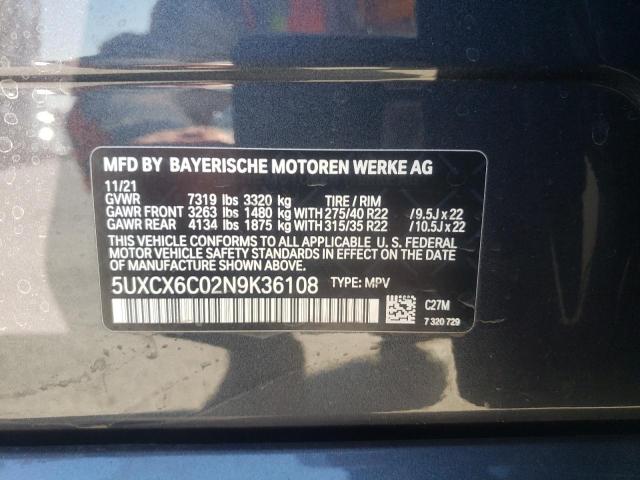 MFD BY BAYERISCHE MOTOREN WERKE AG
11/21
GVWR 7319 lbs 3320 kg TIRE / RIM
GAWR FRONT 3263 lbs 1480 kg WITH 275/40 R22 /9.5J x 22
GAWR REAR 4134 lbs 1875 kg WITH 315/35 R22 /10.5J x 22
THIS VEHICLE CONFORMS TO ALL APPLICABLE U. S. FEDERAL
MOTOR VEHICLE SAFETY STANDARDS IN EFFECT ON THE DATE
OF MANUFACTURE SHOWN ABOVE.
5UXCX6C02N9K36108 TYPE: MPV
C27M
7 320 729